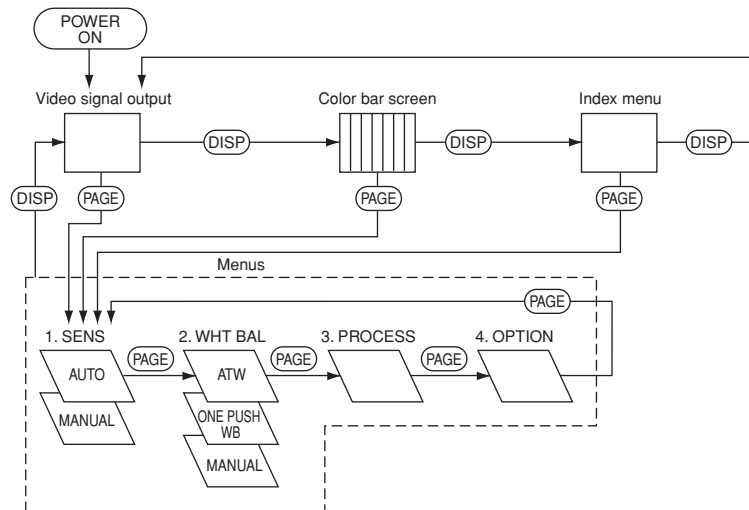 POWER
ON
Video signal output
Color bar screen
Index menu
DISP
DISP
DISP
DISP
PAGE
PAGE
PAGE
Menus
PAGE
1. SENS
2. WHT BAL
3. PROCESS
4. OPTION
AUTO
PAGE
ATW
PAGE
PAGE
MANUAL
ONE PUSH
WB
MANUAL